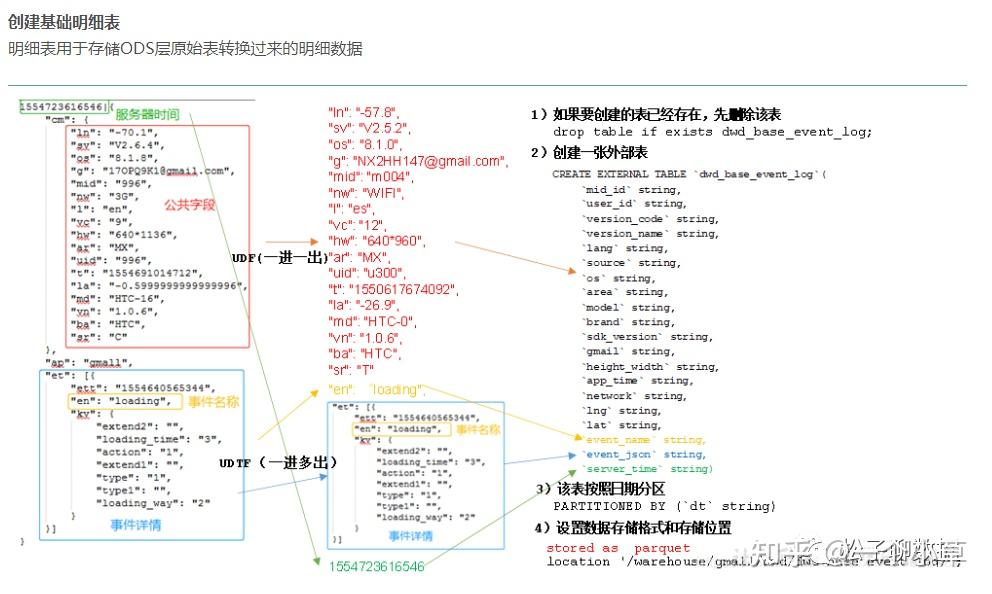 创建基础明细表
明细表用于存储ODS层原始表转换过来的明细数据
1554723616546|{
服务器时间
"cm": {
"ln": "-70.1",
"sv": "V2.6.4",
"os": "8.1.8",
"g": "17OPQ9K1@gmail.com",
"mid": "996",
"nw": "3G",
"l": "en",
公共字段
"vc": "9",
"hw": "640*1136",
"ar": "MX",
"uid": "996",
"t": "1554691014712",
"la": "-0.5999999999999996",
"md": "HTC-16",
"vn": "1.0.6",
"ba": "HTC",
"sr": "C"
},
"ap": "gmall",
"et": [{
"ett": "1554640565344",
"en": "loading",
事件名称
"kv": {
"extend2": "",
"loading_time": "3",
"action": "1",
"extend1": "",
"type": "1",
"type1": "",
"loading_way": "2"
}
事件详情
}]
}
UDF(一进一出)
UDTF（一进多出）
"ln": "-57.8",
"sv": "V2.5.2",
"os": "8.1.0",
"g": "NX2HH147@gmail.com",
"mid": "m004",
"nw": "WIFI",
"l": "es",
"vc": "12",
"hw": "640*960",
"ar": "MX",
"uid": "u300",
"t": "1550617674092",
"la": "-26.9",
"md": "HTC-0",
"vn": "1.0.6",
"ba": "HTC",
"sr": "T"
"en": "loading",
"et": [{
"ett": "1554640565344",
"en": "loading",
事件名称
"kv": {
"extend2": "",
"loading_time": "3",
"action": "1",
"extend1": "",
"type": "1",
"type1": "",
"loading_way": "2"
}
事件详情
}]
1554723616546
1）如果要创建的表已经存在，先删除该表
drop table if exists dwd_base_event_log;
2）创建一张外部表
CREATE EXTERNAL TABLE `dwd_base_event_log`(
`mid_id` string,
`user_id` string,
`version_code` string,
`version_name` string,
`lang` string,
`source` string,
`os` string,
`area` string,
`model` string,
`brand` string,
`sdk_version` string,
`gmail` string,
`height_width` string,
`app_time` string,
`network` string,
`lng` string,
`lat` string,
`event_name` string,
`event_json` string,
`server_time` string)
3）该表按照日期分区
PARTITIONED BY (`dt` string)
4）设置数据存储格式和存储位置
stored as parquet
location '/warehouse/gmall/dwd/dwd_base_event_log/';
知乎